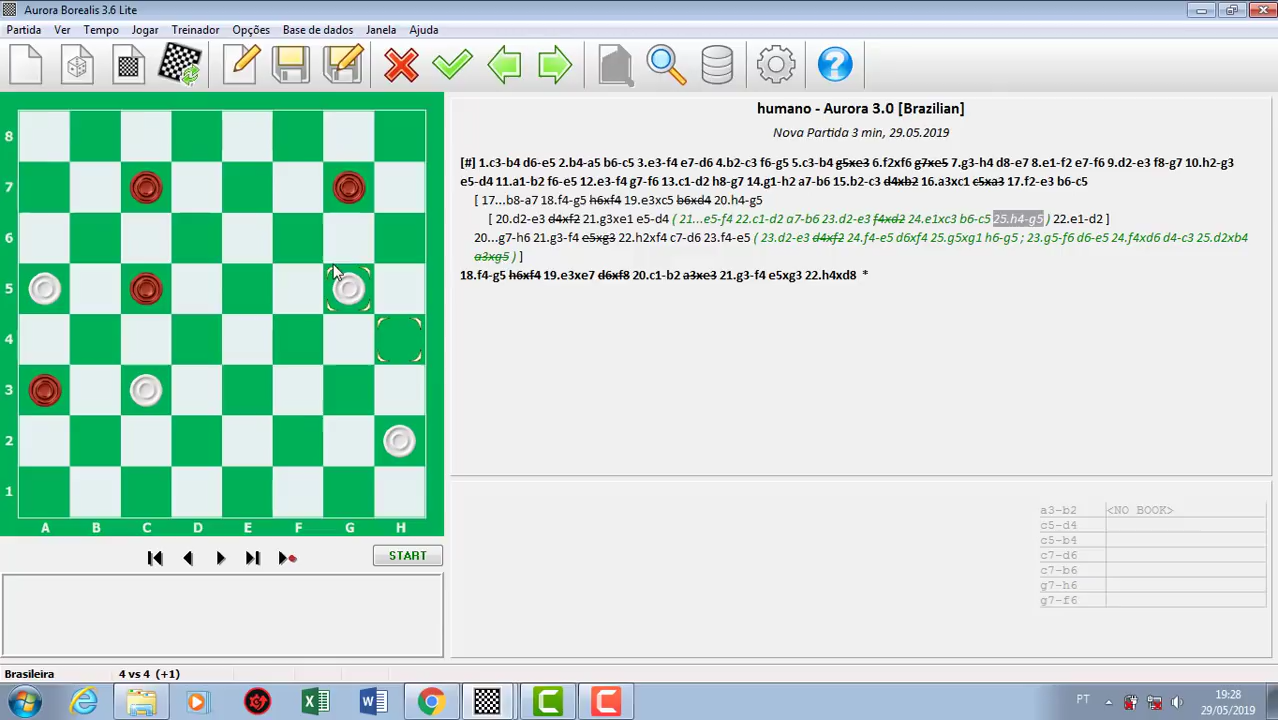 Aurora Borealis 3.6 Lite
Partida Ver Tempo Jogar Treinador Opções Base de dados Janela Ajuda
humano - Aurora 3.0 [Brazilian]
Nova Partida 3 min, 29.05.2019
[#] 1.c3-b4 d6-e5 2.b4-a5 b6-c5 3.e3-f4 e7-d6 4.b2-c3 f6-g5 5.c3-b4 g5xe3 6.f2xf6 g7xe5 7.g3-h4 d8-e7 8.e1-f2 e7-f6 9.d2-e3 f8-g7 10.h2-g3
e5-d4 11.a1-b2 f6-e5 12.e3-f4 g7-f6 13.c1-d2 h8-g7 14.g1-h2 a7-b6 15.b2-c3 d4xb2 16.a3xc1 c5xa3 17.f2-e3 b6-c5
[ 17...b8-a7 18.f4-g5 h6xf4 19.e3xc5 b6xd4 20.h4-g5
[ 20.d2-e3 d4xf2 21.g3xe1 e5-d4 ( 21...e5-f4 22.c1-d2 a7-b6 23.d2-e3 f4xd2 24.e1xc3 b6-c5 25.h4-g5 ) 22.e1-d2 ]
20...g7-h6 21.g3-f4 e5xg3 22.h2xf4 c7-d6 23.f4-e5 ( 23.d2-e3 d4xf2 24.f4-e5 d6xf4 25.g5xg1 h6-g5 ; 23.g5-f6 d6-e5 24.f4xd6 d4-c3 25.d2xb4
a3xg5 ) ]
18.f4-g5 h6xf4 19.e3xe7 d6xf8 20.c1-b2 a3xe3 21.g3-f4 e5xg3 22.h4xd8 *
8
7
6
5
4
3
2
1
A B C D E F G H
START
a3-b2 <NO BOOK>
c5-d4
c5-b4
c7-d6
c7-b6
g7-h6
g7-f6
Brasileira 4 vs 4 (+1)
PT 19:28
29/05/2019